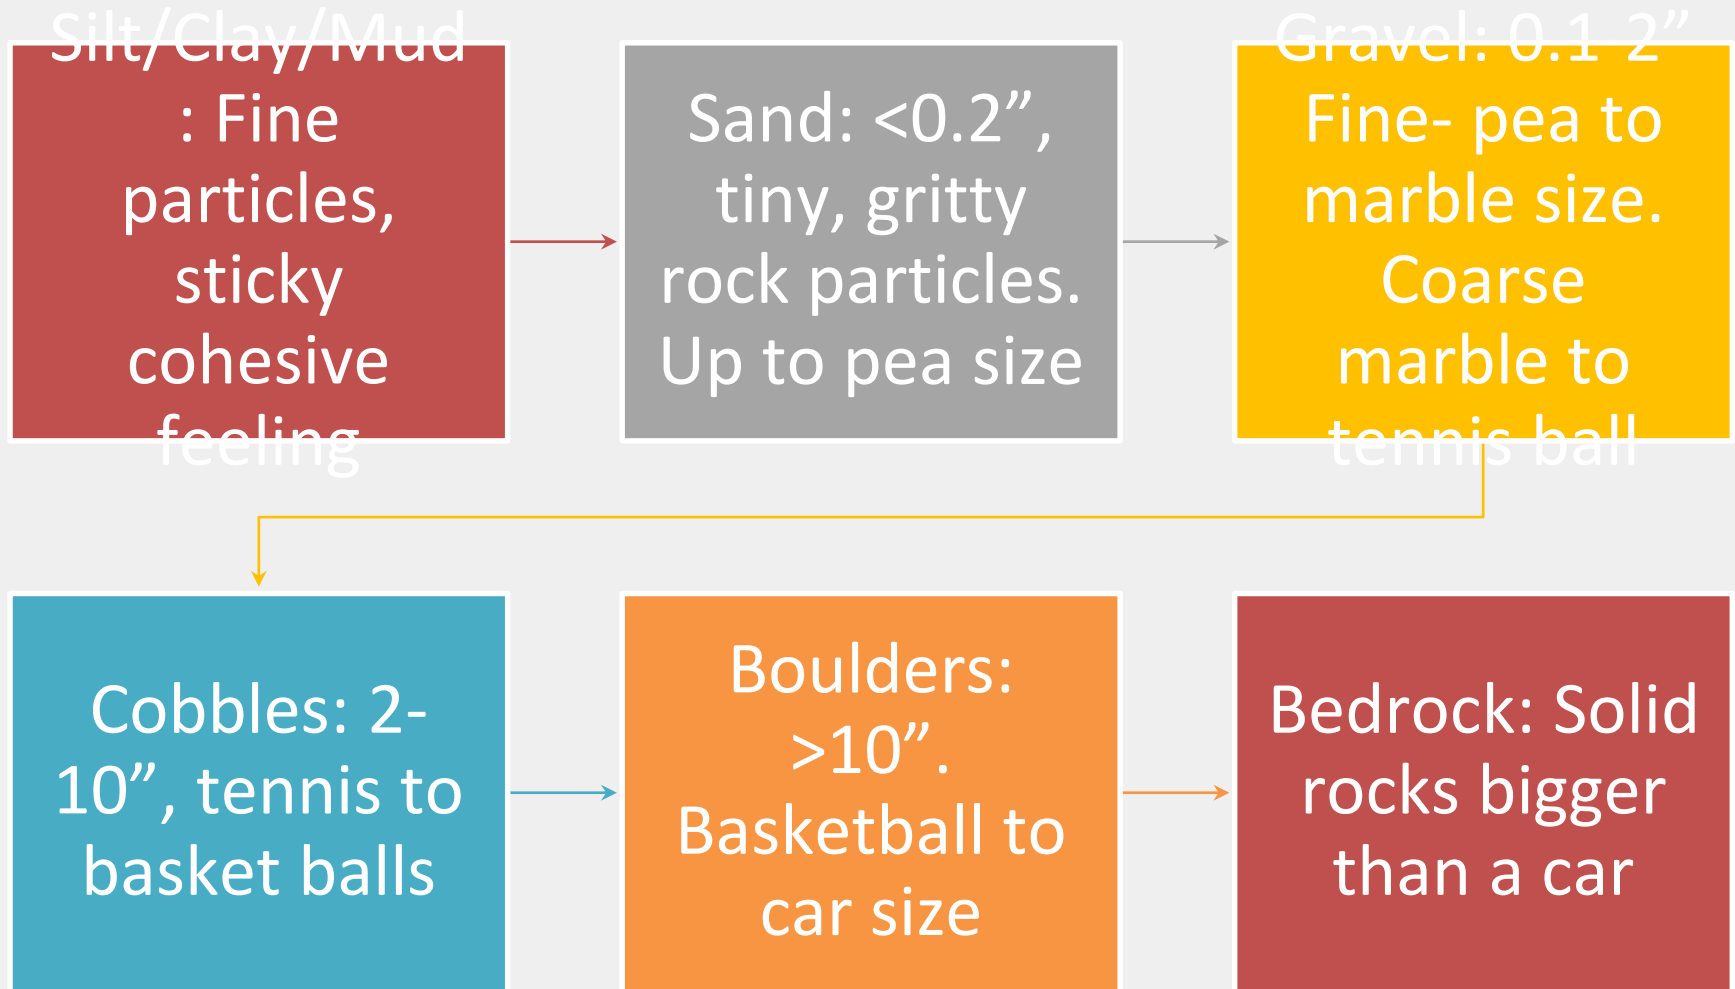 Silt/Clay/Mud
: Fine
particles,
sticky
cohesive
feeling
Sand: <0.2”,
tiny, gritty
rock particles.
Up to pea size
Gravel: 0.1-2”
Fine- pea to
marble size.
Coarse
marble to
tennis ball
Cobbles: 2-
10”, tennis to
basket balls
Boulders:
>10”.
Basketball to
car size
Bedrock: Solid
rocks bigger
than a car